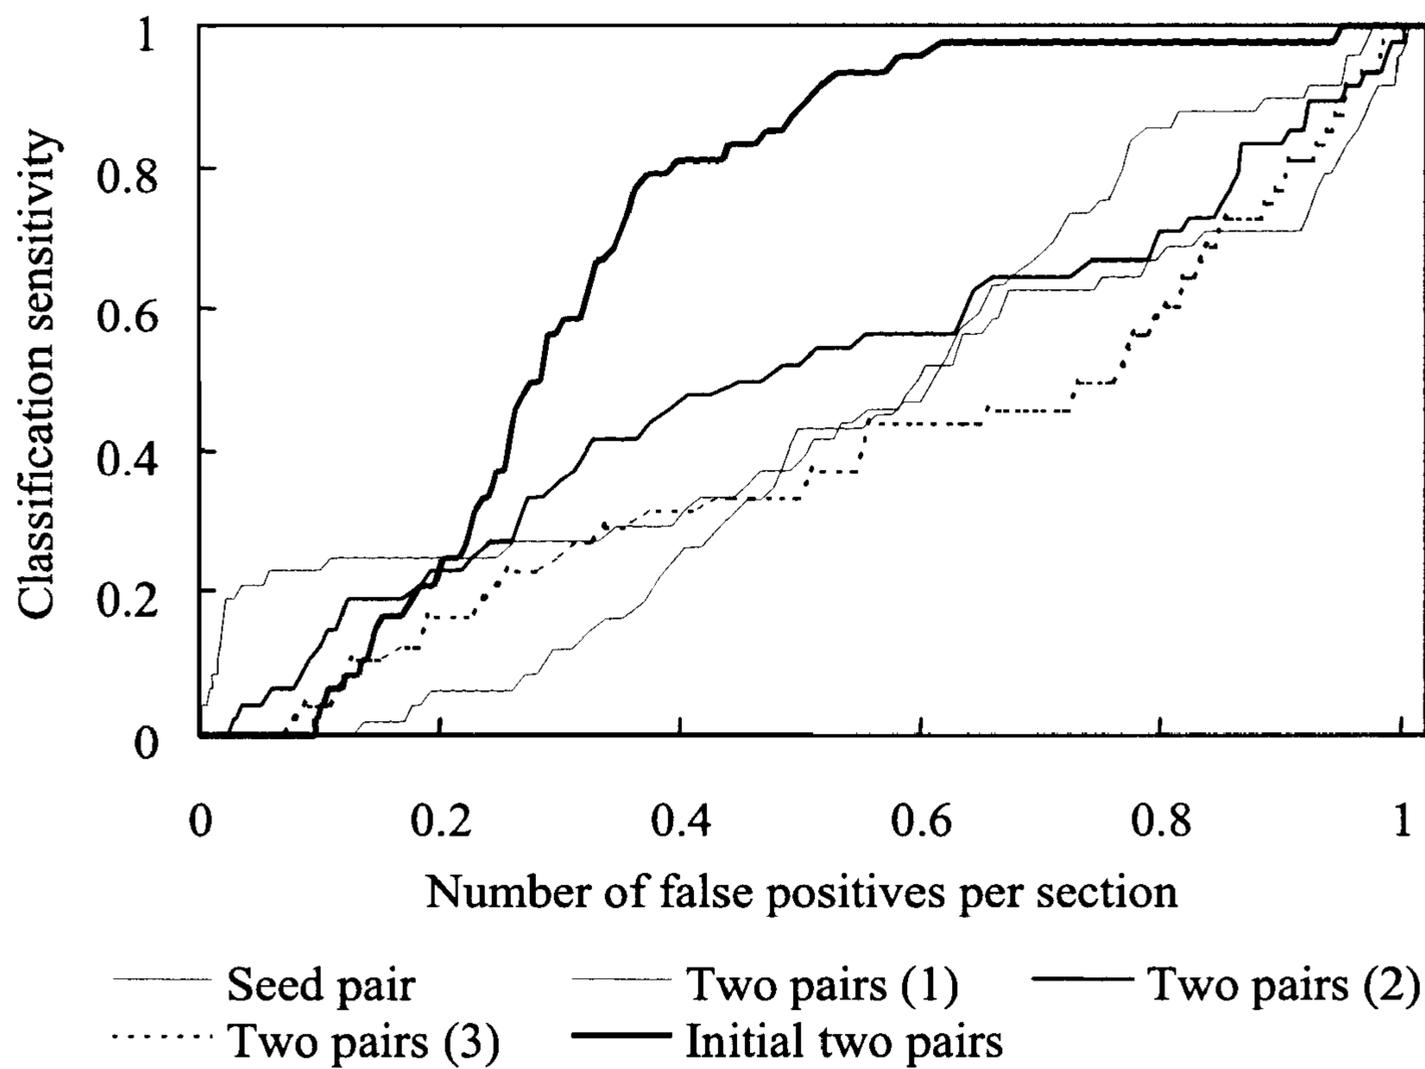 1
0.8
0.6
0.4
0.2
0
Classification sensitivity
0 0.2 0.4 0.6 0.8 1
Number of false positives per section
Seed pair Two pairs (1) Two pairs (2)
Two pairs (3) Initial two pairs